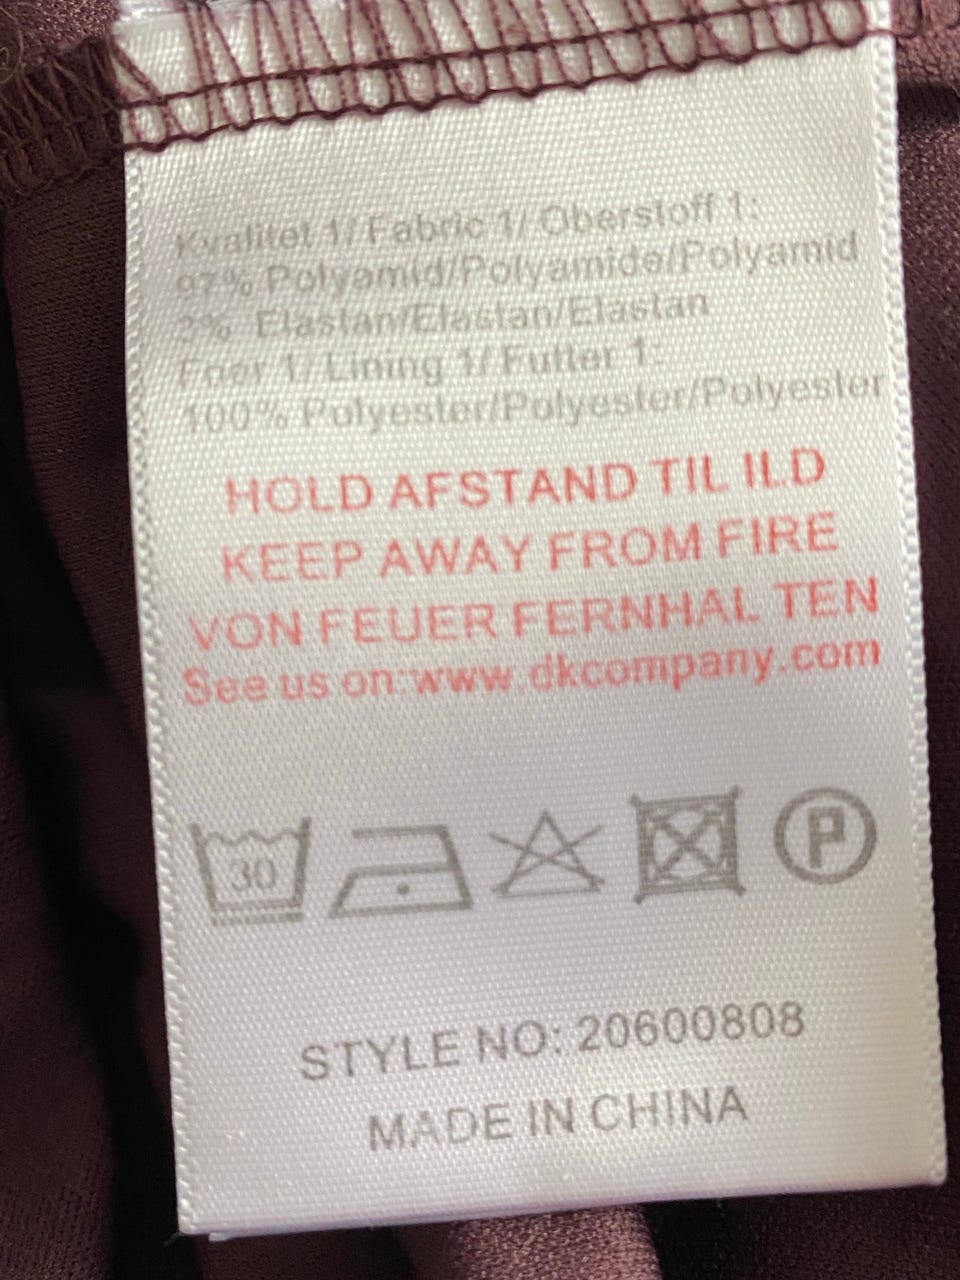 Kvalitet 1/ Fabric 1/ Oberstoff 1:
97% Polyamid/Polyamide/Polyamid
3% Elastan/Elastan/Elastan
Foer 1/ Lining 1/ Futter 1:
100% Polyester/Polyester/Polyester
HOLD AFSTAND TIL ILD
KEEP AWAY FROM FIRE
VON FEUER FERNHAL TEN
See us on:www.dkcompany.com
30
P
STYLE NO: 20600808
MADE IN CHINA